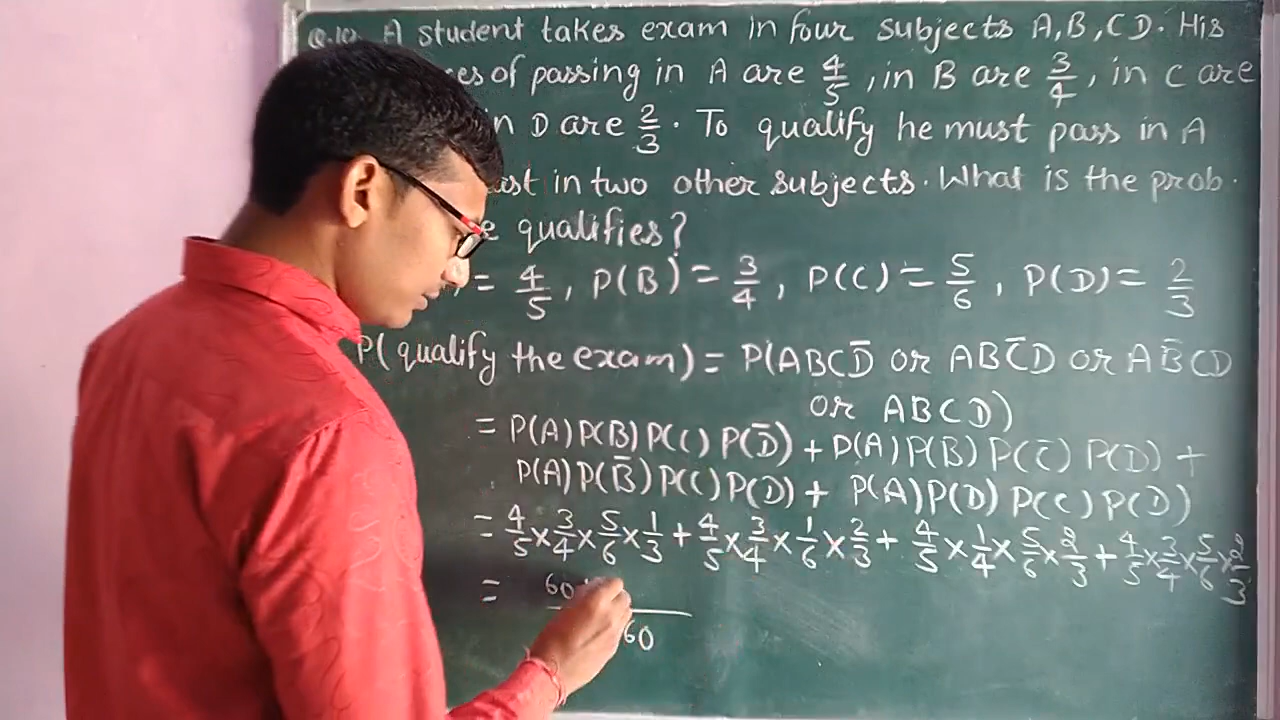 Q.10. A student takes exam in four subjects A,B,CD. His
of passing in A are 4/5, in B are 3/4, in C are
in D are 2/3. To qualify he must pass in A
in two other subjects. What is the prob.
qualifies?
= 4/5, P(B) = 3/4, P(C) = 5/6, P(D) = 2/3
P(qualify the exam) = P(ABCD̄ or ABC̄D or AB̄CD
or ABCD)
= P(A)P(B)P(C)P(D̄) + P(A)P(B)P(C̄)P(D) +
P(A)P(B̄)P(C)P(D) + P(A)P(D)P(C)P(D)
= 4/5×3/4×5/6×1/3 + 4/5×3/4×1/6×2/3 + 4/5×1/4×5/6×2/3 + 4/5×3/4×5/6×2/3
= 60
60